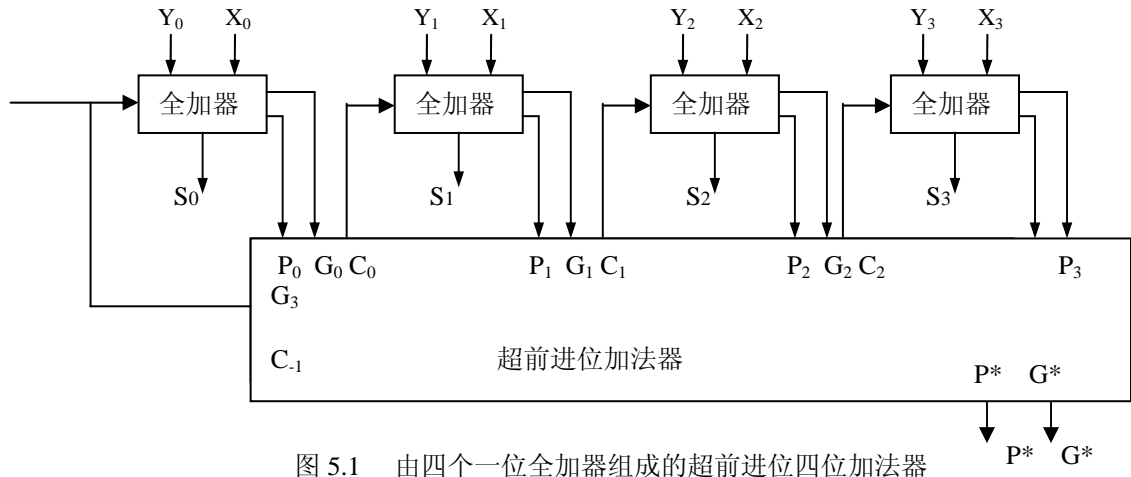 Y₀ X₀ Y₁ X₁ Y₂ X₂ Y₃ X₃
全加器 全加器 全加器 全加器
S₀ S₁ S₂ S₃
P₀ G₀ C₀ P₁ G₁ C₁ P₂ G₂ C₂ P₃
G₃
C₋₁ 超前进位加法器
P* G*
P* G*
图 5.1 由四个一位全加器组成的超前进位四位加法器